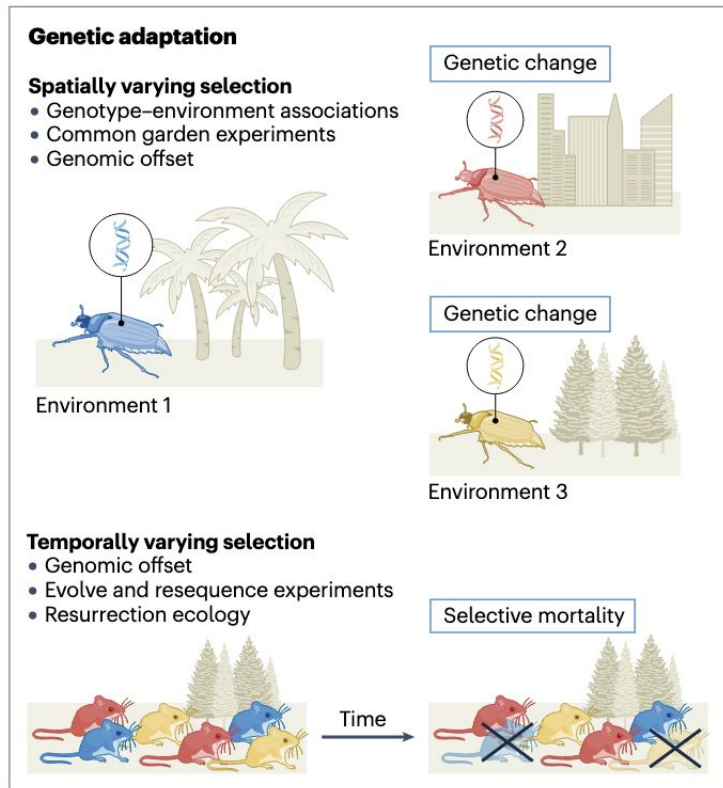 Genetic adaptation
Spatially varying selection
• Genotype–environment associations
• Common garden experiments
• Genomic offset
Environment 1
Genetic change
Environment 2
Genetic change
Environment 3
Temporally varying selection
• Genomic offset
• Evolve and resequence experiments
• Resurrection ecology
Time
Selective mortality